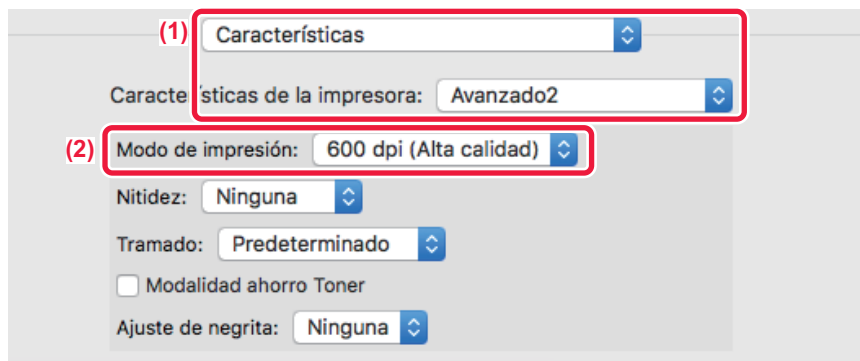 (1) Características
Características de la impresora: Avanzado2
(2) Modo de impresión: 600 dpi (Alta calidad)
Nitidez: Ninguna
Tramado: Predeterminado
Modalidad ahorro Toner
Ajuste de negrita: Ninguna